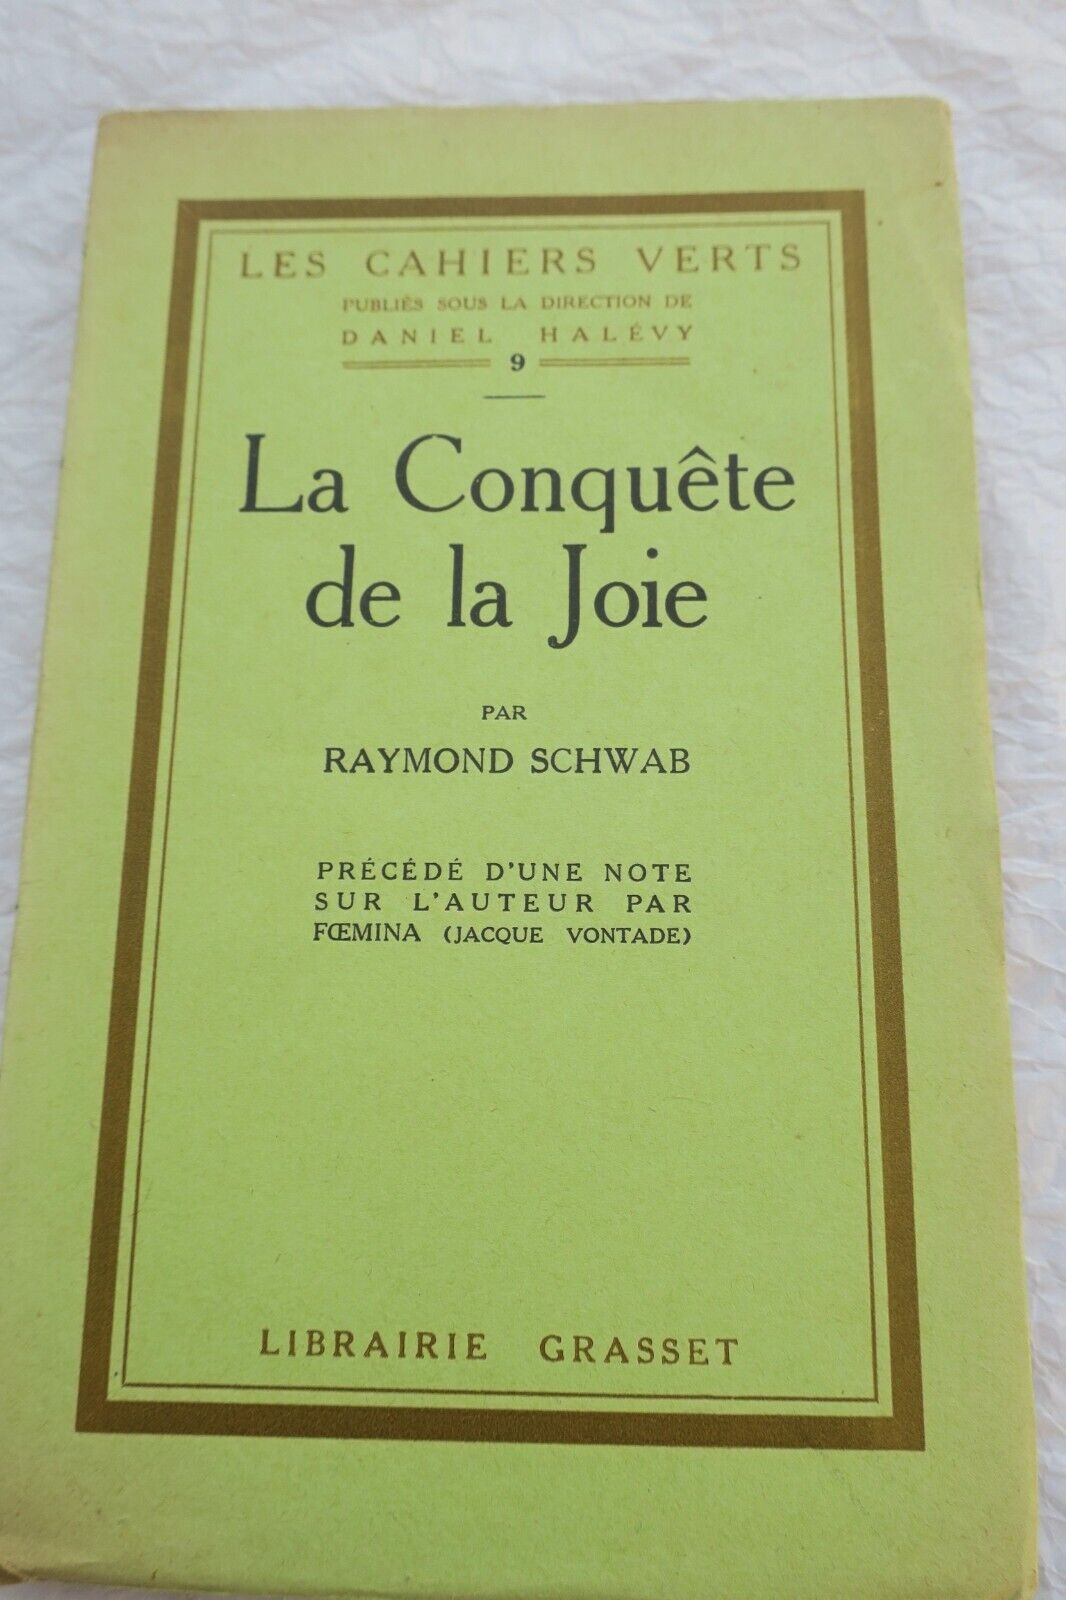 LES CAHIERS VERTS
PUBLIÉS SOUS LA DIRECTION DE
DANIEL HALÉVY
9
La Conquête
de la Joie
PAR
RAYMOND SCHWAB
PRÉCÉDÉ D'UNE NOTE
SUR L'AUTEUR PAR
FŒMINA (JACQUE VONTADE)
LIBRAIRIE GRASSET